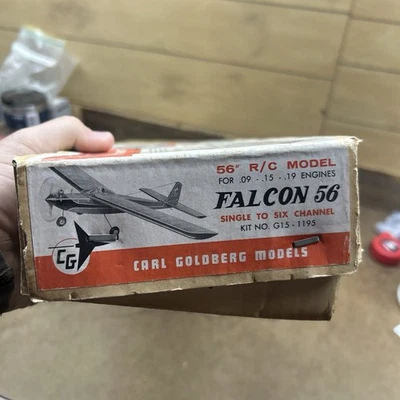 56" R/C MODEL
FOR .09 - .15 - .19 ENGINES
FALCON 56
SINGLE TO SIX CHANNEL
KIT NO. G15 - 1195
CG
CARL GOLDBERG MODELS